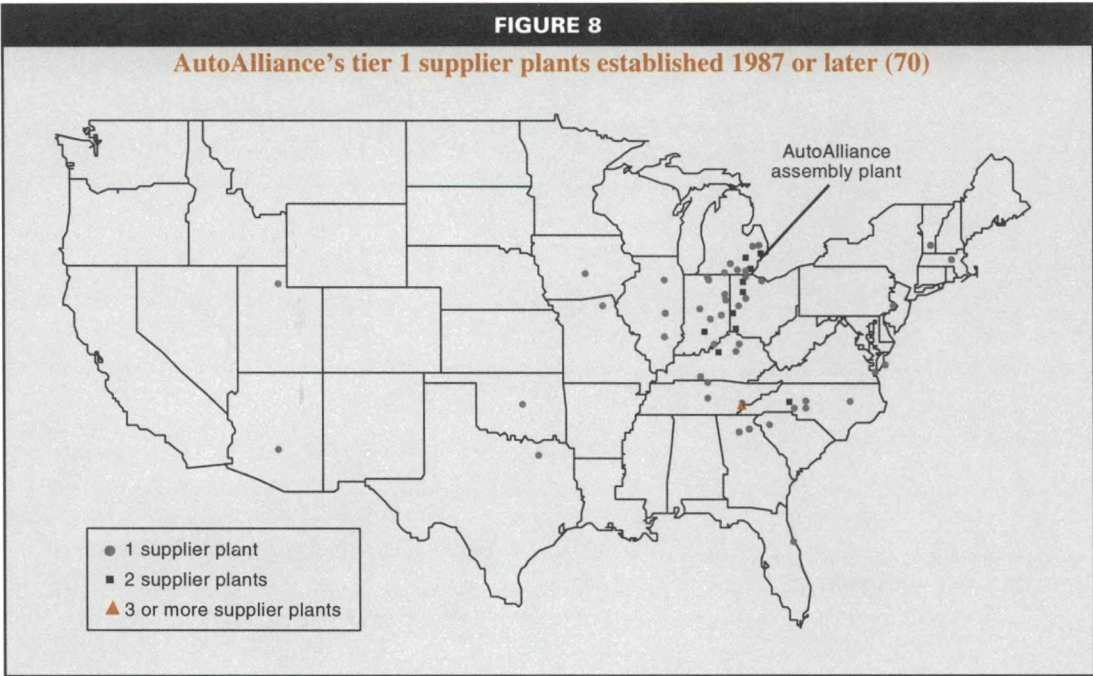 FIGURE 8
AutoAlliance's tier 1 supplier plants established 1987 or later (70)
AutoAlliance
assembly plant
1 supplier plant
2 supplier plants
3 or more supplier plants